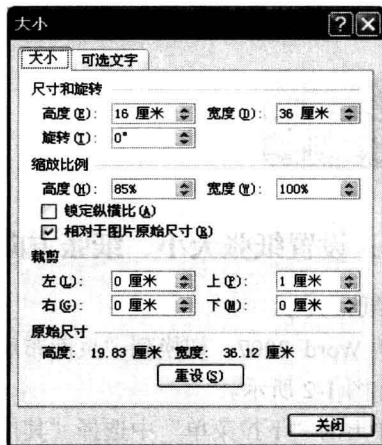 大小
大小 可选文字
尺寸和旋转
高度(E): 16 厘米 宽度(D): 36 厘米
旋转(T): 0°
缩放比例
高度(H): 85% 宽度(W): 100%
锁定纵横比(A)
相对于图片原始尺寸(R)
裁剪
左(L): 0 厘米 上(P): 1 厘米
右(G): 0 厘米 下(M): 0 厘米
原始尺寸
高度: 19.83 厘米 宽度: 36.12 厘米
重设(S)
关闭